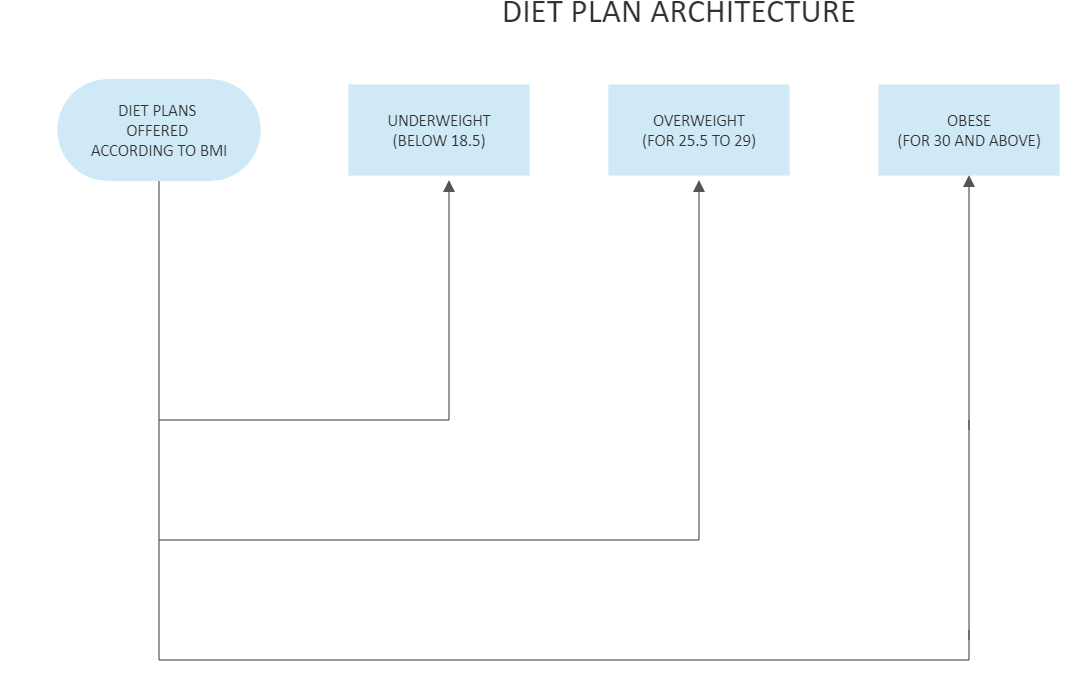 DIET PLAN ARCHITECTURE
DIET PLANS
OFFERED
ACCORDING TO BMI
UNDERWEIGHT
(BELOW 18.5)
OVERWEIGHT
(FOR 25.5 TO 29)
OBESE
(FOR 30 AND ABOVE)